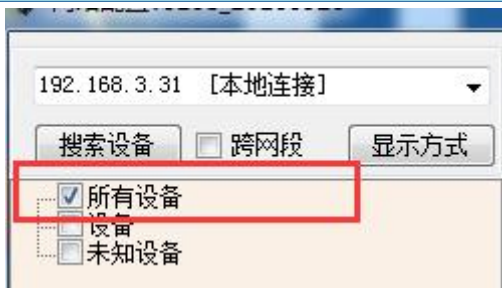 192.168.3.31 [本地连接]
搜索设备 跨网段 显示方式
所有设备
设备
未知设备